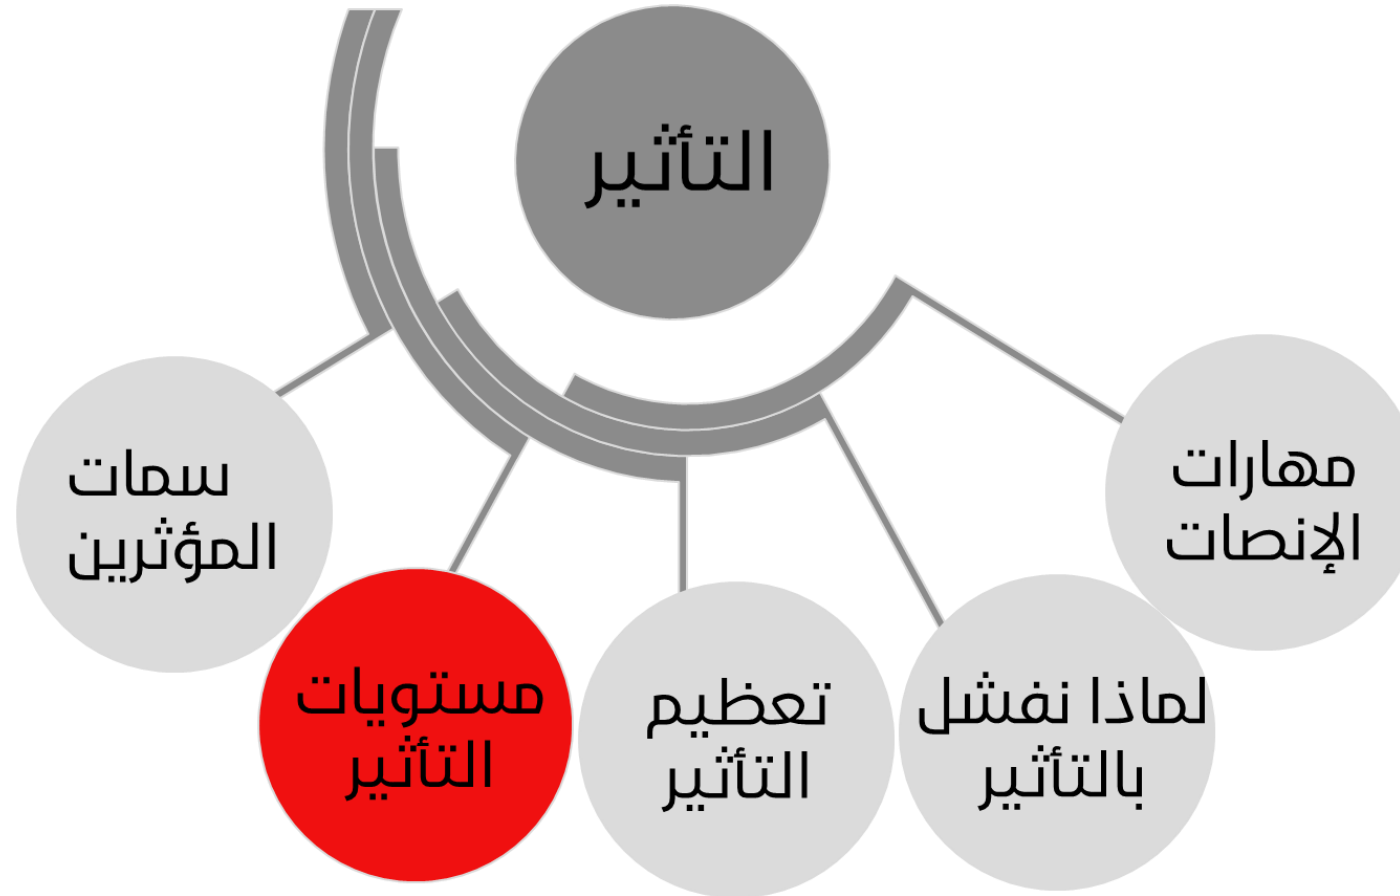 التأثير
مهارات
الإنصات
لماذا نفشل
بالتأثير
تعظيم
التأثير
مستويات
التأثير
سمات
المؤثرين